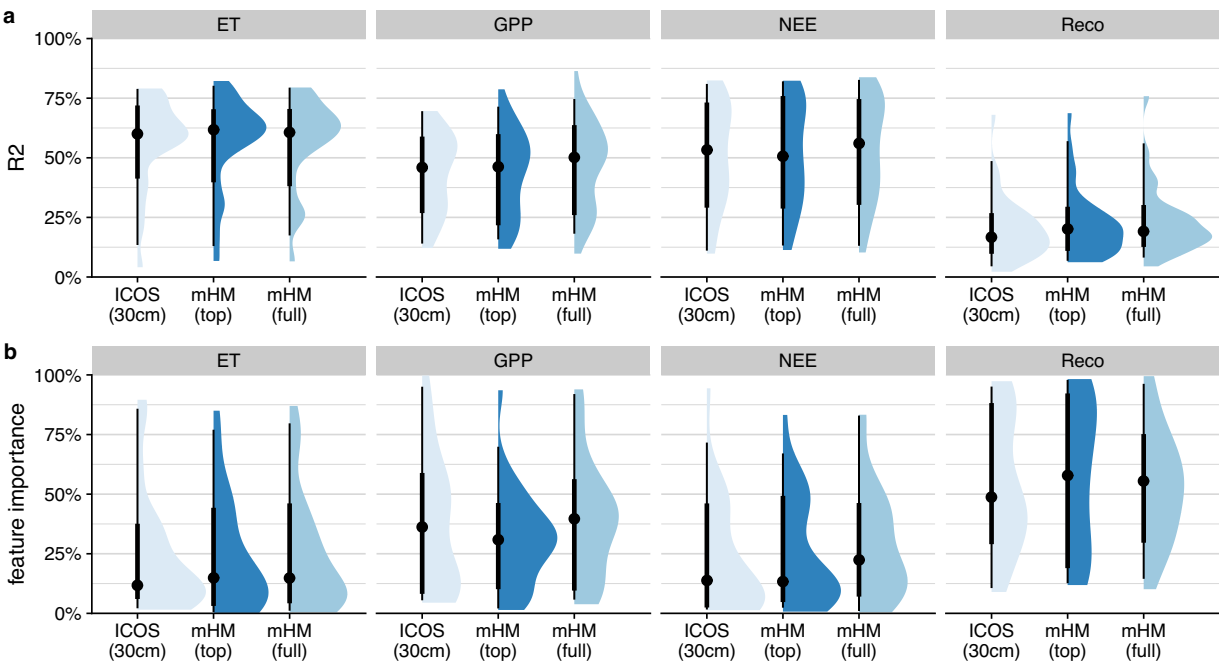 a
ET GPP NEE Reco
100%
75%
50%
25%
0%
R2
ICOS mHM mHM ICOS mHM mHM ICOS mHM mHM ICOS mHM mHM
(30cm) (top) (full) (30cm) (top) (full) (30cm) (top) (full) (30cm) (top) (full)
b
ET GPP NEE Reco
100%
75%
50%
25%
0%
feature importance
ICOS mHM mHM ICOS mHM mHM ICOS mHM mHM ICOS mHM mHM
(30cm) (top) (full) (30cm) (top) (full) (30cm) (top) (full) (30cm) (top) (full)